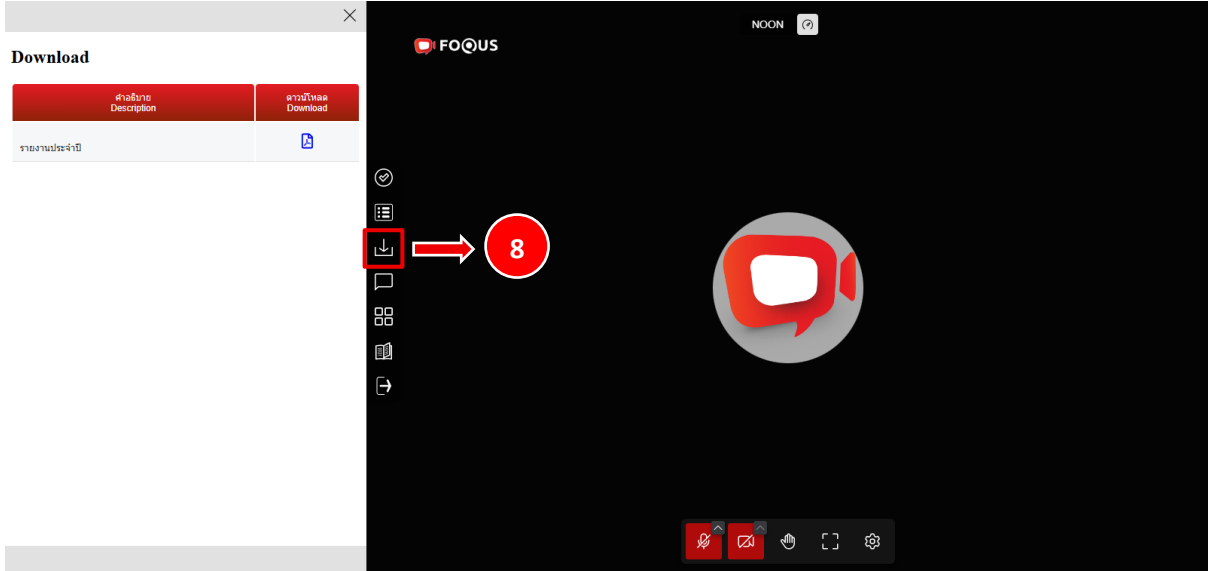 NOON
FOQUS
Download
คำอธิบาย
Description
ดาวน์โหลด
Download
รายงานประจำปี
8